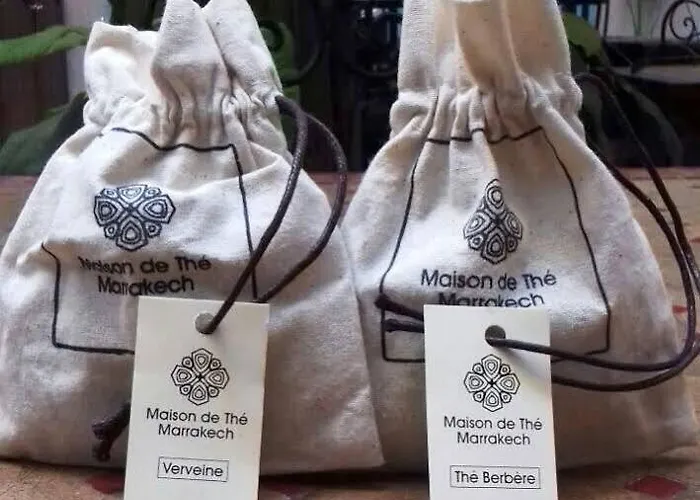 Maison de Thé
Marrakech
Maison de Thé
Marrakech
Maison de Thé
Marrakech
Verveine
Maison de Thé
Marrakech
Thé Berbère